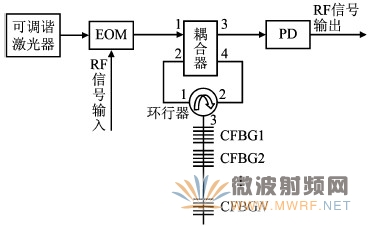 可调谐
激光器
EOM
RF
信号
输入
1
2
3
4
耦合器
PD
RF信号
输出
环行器
1
2
3
CFBG1
CFBG2
CFBGN
微波射频网
WWW.MWRF.NET